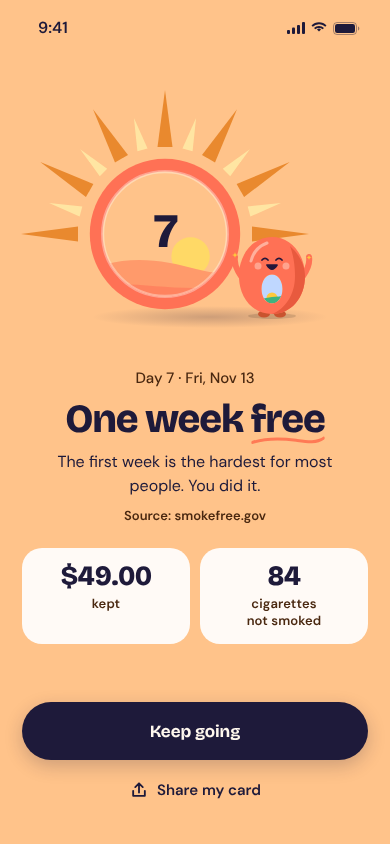 9:41
7
Day 7 · Fri, Nov 13
One week free
The first week is the hardest for most
people. You did it.
Source: smokefree.gov
$49.00
kept
84
cigarettes
not smoked
Keep going
Share my card